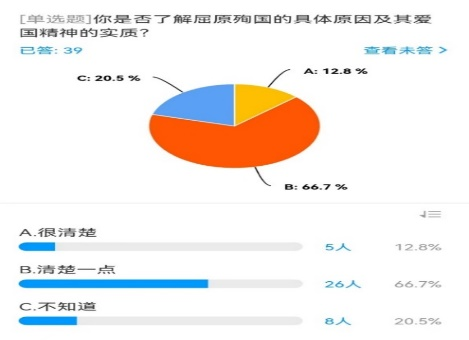 [单选题]你是否了解屈原殉国的具体原因及其爱
国精神的实质?
已答: 39
查看未答 >
C: 20.5 %
A: 12.8 %
B: 66.7 %
A.很清楚
5人
12.8%
B.清楚一点
26人
66.7%
C.不知道
8人
20.5%